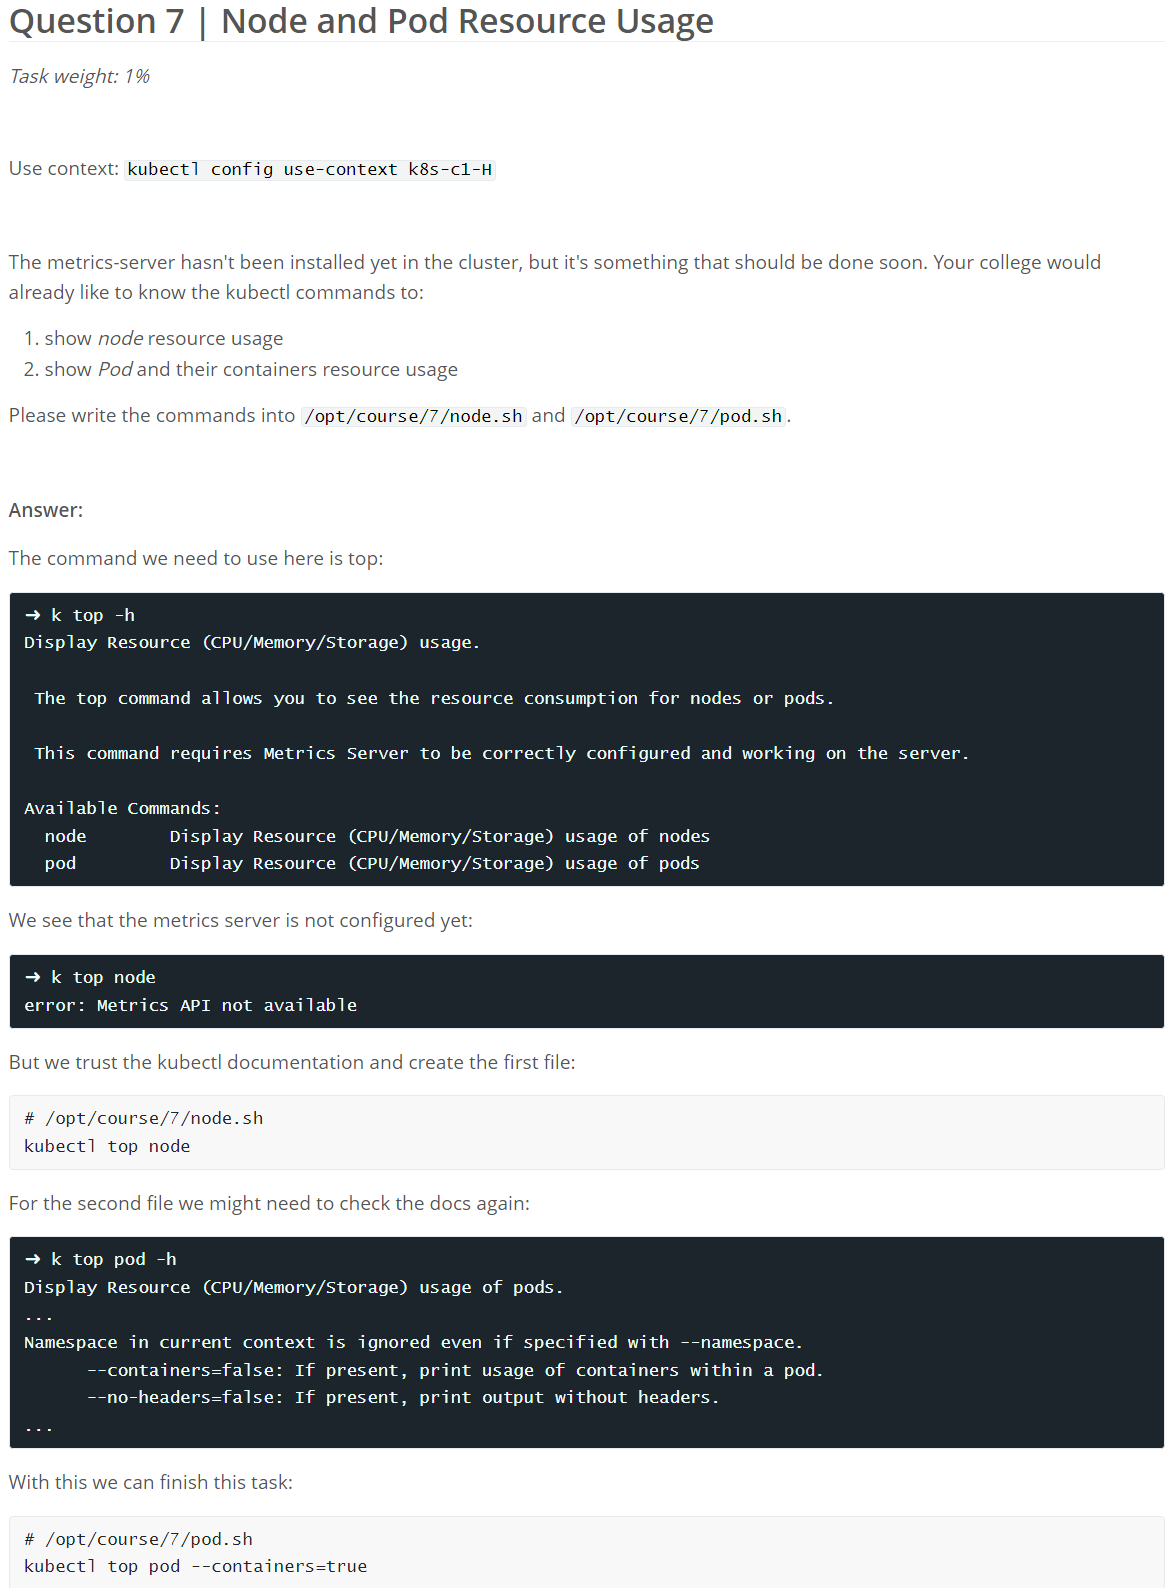 Question 7 | Node and Pod Resource Usage
Task weight: 1%
Use context: kubectl config use-context k8s-c1-H
The metrics-server hasn't been installed yet in the cluster, but it's something that should be done soon. Your college would
already like to know the kubectl commands to:
1. show node resource usage
2. show Pod and their containers resource usage
Please write the commands into /opt/course/7/node.sh and /opt/course/7/pod.sh.
Answer:
The command we need to use here is top:
➜ k top -h
Display Resource (CPU/Memory/Storage) usage.
The top command allows you to see the resource consumption for nodes or pods.
This command requires Metrics Server to be correctly configured and working on the server.
Available Commands:
node        Display Resource (CPU/Memory/Storage) usage of nodes
pod         Display Resource (CPU/Memory/Storage) usage of pods
We see that the metrics server is not configured yet:
➜ k top node
error: Metrics API not available
But we trust the kubectl documentation and create the first file:
# /opt/course/7/node.sh
kubectl top node
For the second file we might need to check the docs again:
➜ k top pod -h
Display Resource (CPU/Memory/Storage) usage of pods.
...
Namespace in current context is ignored even if specified with --namespace.
--containers=false: If present, print usage of containers within a pod.
--no-headers=false: If present, print output without headers.
...
With this we can finish this task:
# /opt/course/7/pod.sh
kubectl top pod --containers=true